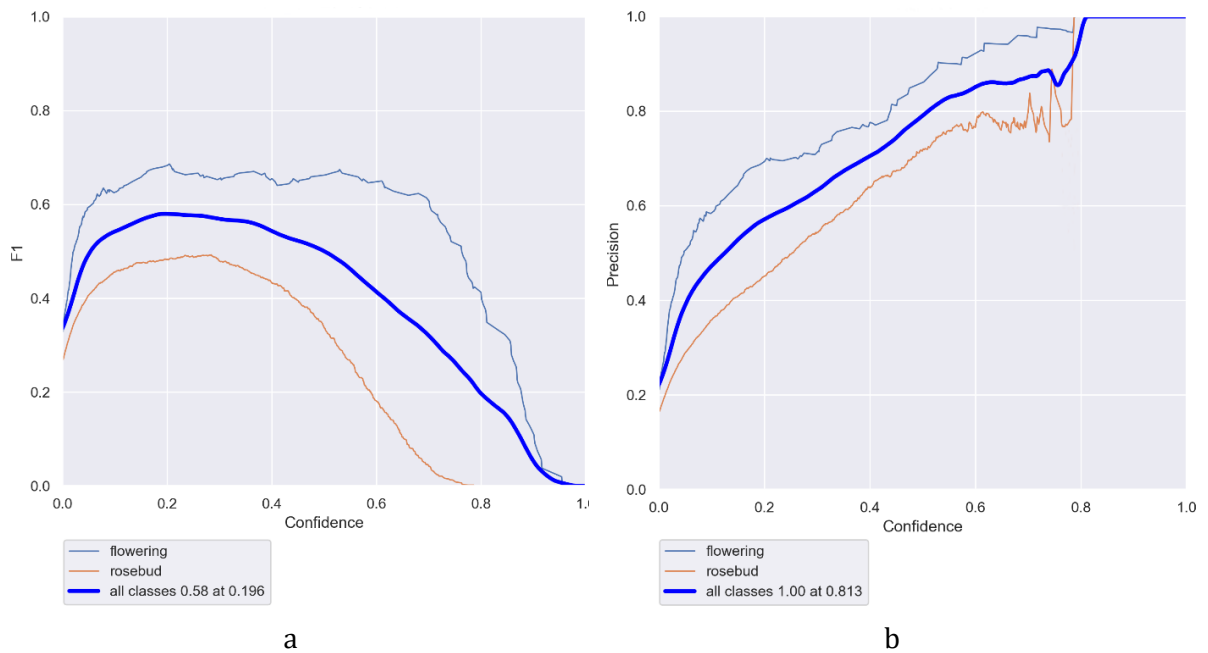 1.0
0.8
0.6
0.4
0.2
0.0
F1
0.0 0.2 0.4 0.6 0.8 1.0
Confidence
flowering
rosebud
all classes 0.58 at 0.196
a
1.0
0.8
0.6
0.4
0.2
0.0
Precision
0.0 0.2 0.4 0.6 0.8 1.0
Confidence
flowering
rosebud
all classes 1.00 at 0.813
b